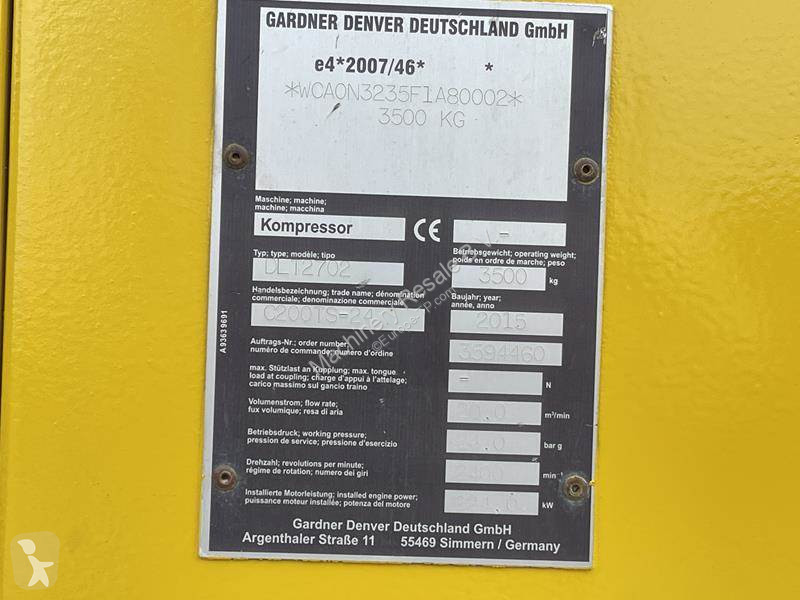 GARDNER DENVER DEUTSCHLAND GmbH
e4*2007/46* *
*WCA0N3235F1A80002*
3500 KG
Maschine; machine;
machine; macchina
Kompressor
CE
-
Typ; type; modèle; tipo
DLT2702
Betriebsgewicht; operating weight;
poids en ordre de marche; peso
3500 kg
Handelsbezeichnung; trade name; dénomination
commerciale; denominazione commerciale
C200TS-24
Baujahr; year;
année, anno
2015
Auftrags-Nr.; order number;
numéro de commande; numero d'ordine
3594460
max. Stützlast an Kupplung; max. tongue
load at coupling; charge d'appui à l'attelage;
carico massimo sul gancio traino
- N
Volumenstrom; flow rate;
fux volumique; resa di aria
m³/min
Betriebsdruck; working pressure;
pression de service; pressione d'esercizio
bar g
Drehzahl; revolutions per minute;
régime de rotation; numero dei giri
min
Installierte Motorleistung; installed engine power;
puissance moteur installée; potenza del motore
kW
Gardner Denver Deutschland GmbH
Argenthaler Straße 11 55469 Simmern / Germany
A93639691
Machinery Resale